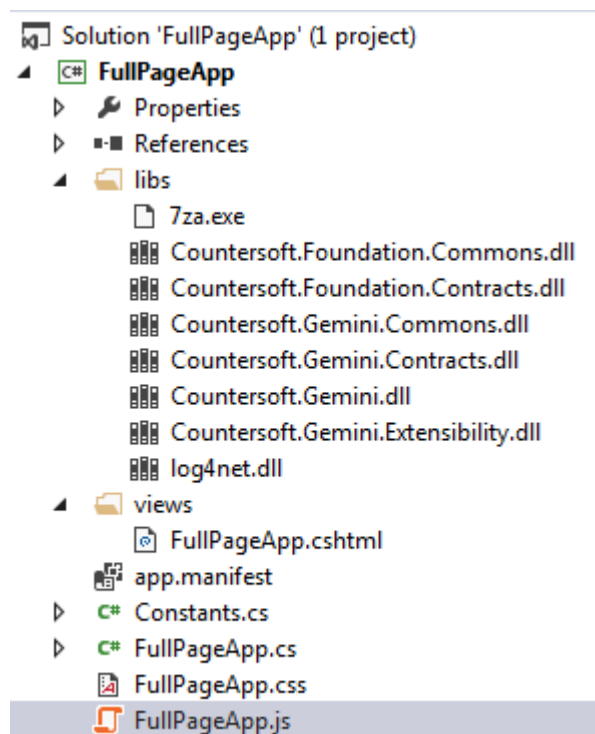 Solution 'FullPageApp' (1 project)
C# FullPageApp
Properties
References
libs
7za.exe
Countersoft.Foundation.Commons.dll
Countersoft.Foundation.Contracts.dll
Countersoft.Gemini.Commons.dll
Countersoft.Gemini.Contracts.dll
Countersoft.Gemini.dll
Countersoft.Gemini.Extensibility.dll
log4net.dll
views
FullPageApp.cshtml
app.manifest
C# Constants.cs
C# FullPageApp.cs
FullPageApp.css
FullPageApp.js